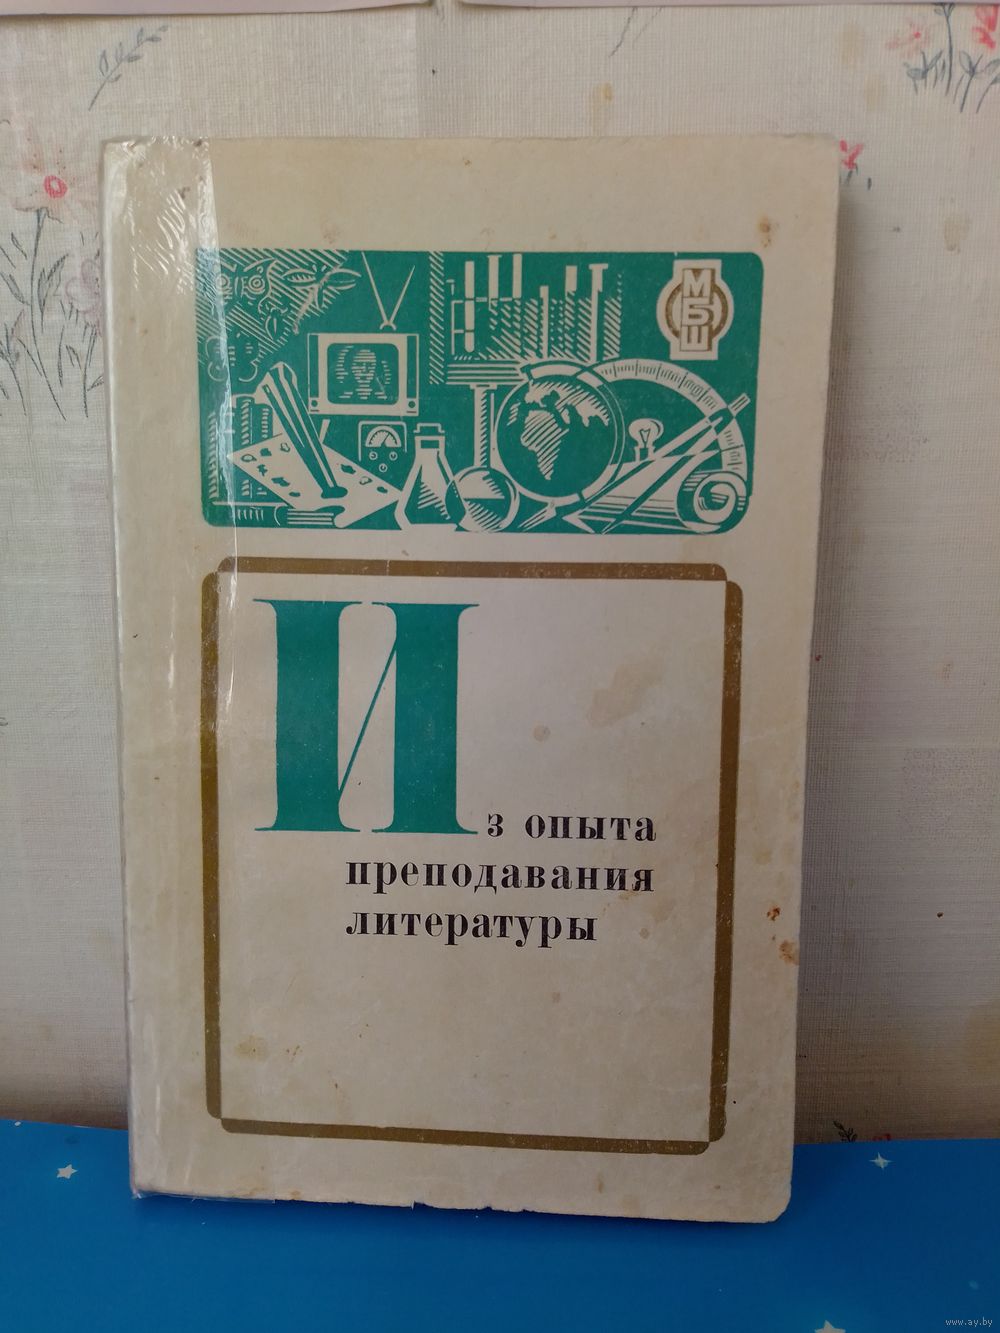 МБШ
Из опыта
преподавания
литературы
www.ay.by